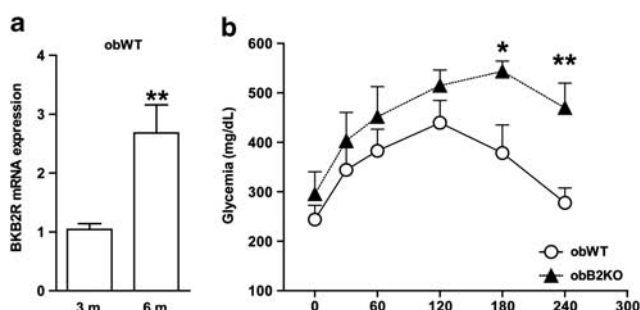 a
obWT
**
BKB2R mRNA expression
4
3
2
1
0
3 m
6 m
b
*
**
Glycemia (mg/dL)
600
500
400
300
200
100
obWT
obB2KO
0 60 120 180 240 300